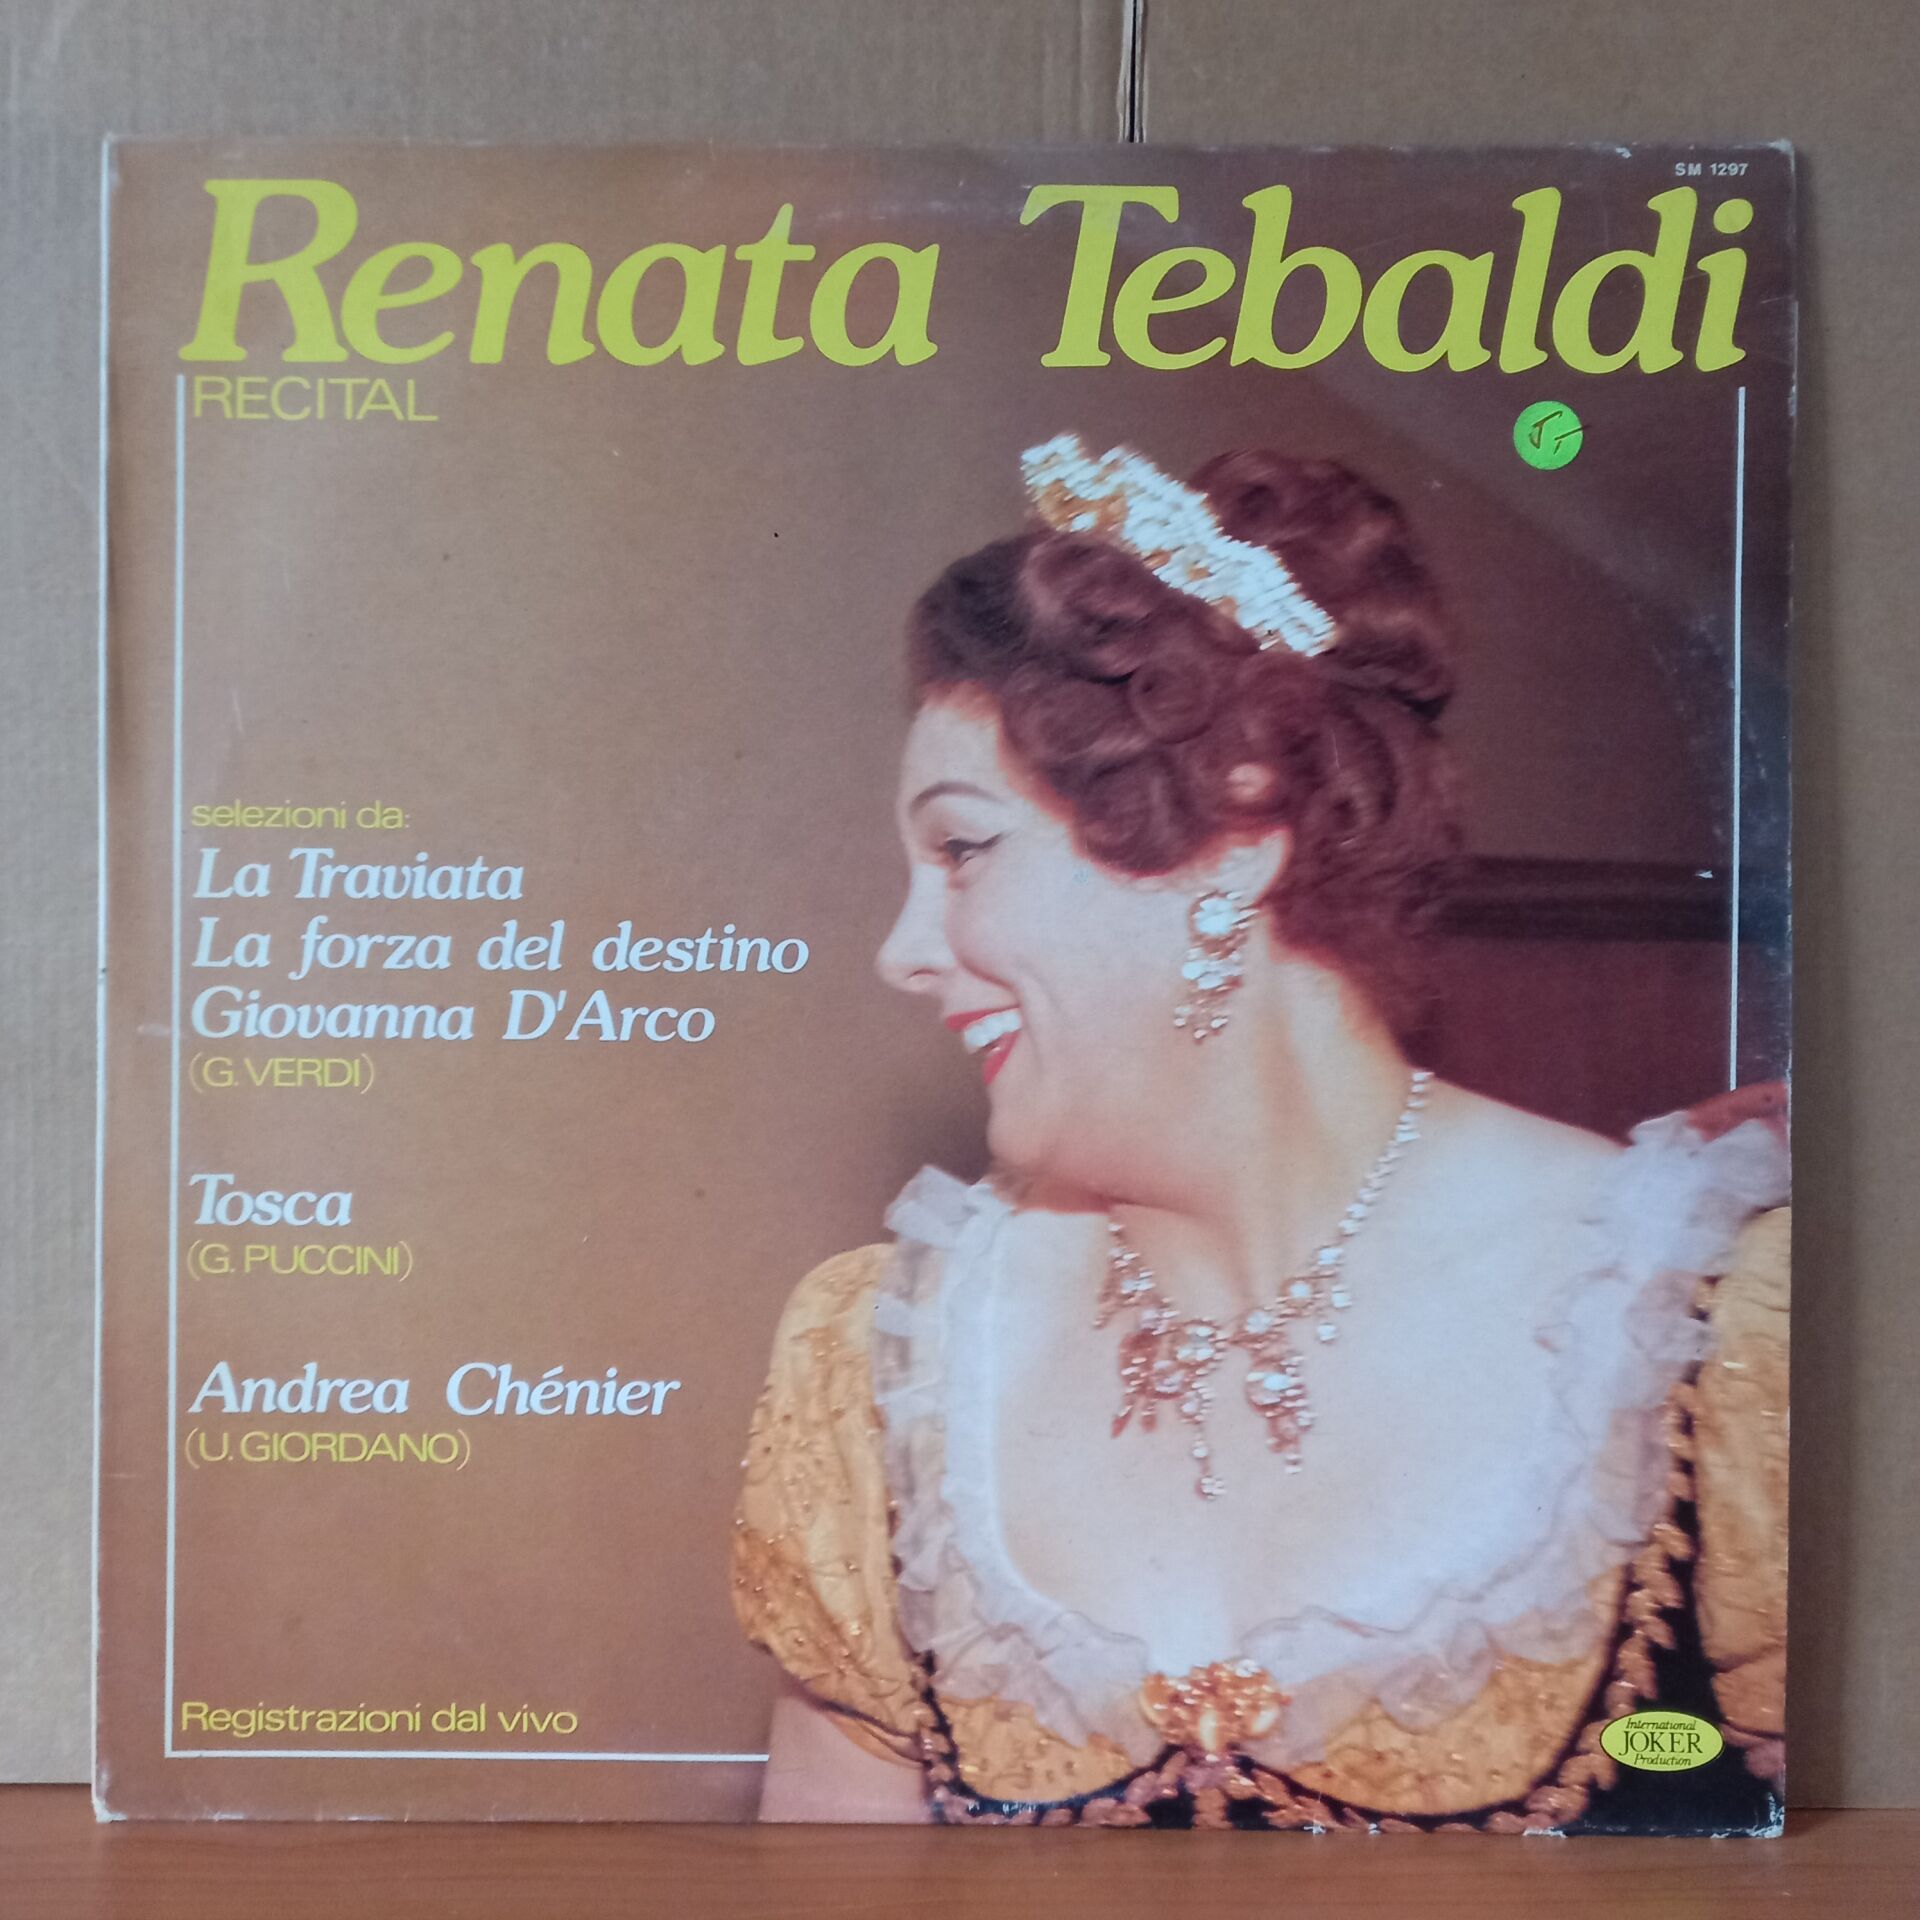 SM 1297
Renata Tebaldi
RECITAL
selezioni da:
La Traviata
La forza del destino
Giovanna D'Arco
(G. VERDI)
Tosca
(G. PUCCINI)
Andrea Chénier
(U. GIORDANO)
Registrazioni dal vivo
International
JOKER
Production